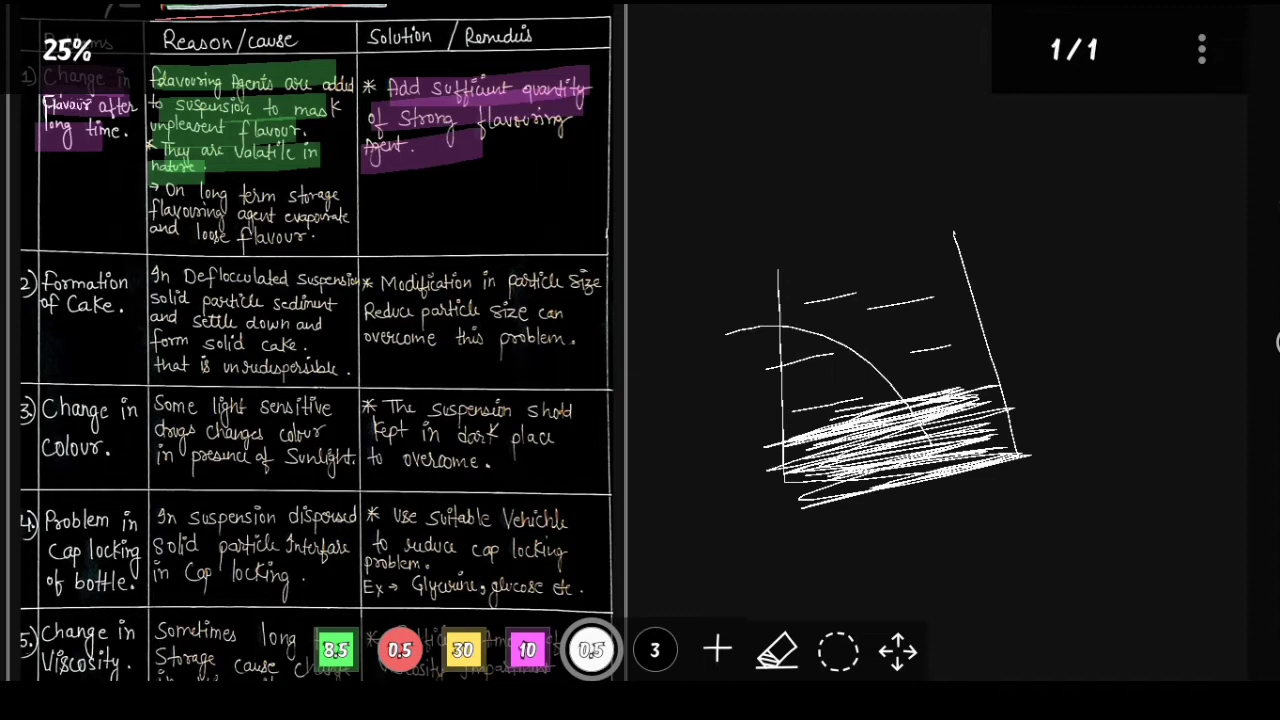 25%
1/1
Reason/cause
Solution / Remedies
1) Change in
Flavour after
long time.
flavouring Agents are added
to suspension to mask
unpleasent flavour.
* They are volatile in
nature.
→ On long term storage
flavouring agent evapourate
and loose flavour.
* Add sufficient quantity
of Strong flavouring
Agent.
2) Formation
of Cake.
In Deflocculated suspension
solid particle sediment
and settle down and
form solid cake.
that is unredispersible.
* Modification in particle size
Reduce particle size can
overcome this problem.
3. Change in
Colour.
Some light sensitive
drugs changes colour
in presence of Sunlight.
* The suspension shold
kept in dark place
to overcome.
4. Problem in
Cap locking
of bottle.
In suspension dispersed
Solid particle Interfare
in Cap locking.
* Use suitable Vehichle
to reduce cap locking
problem.
Ex → Glycerine, glucose etc.
5.) Change in
Viscosity.
Sometimes long
Storage cause
8.5
0.5
30
10
0.5
3